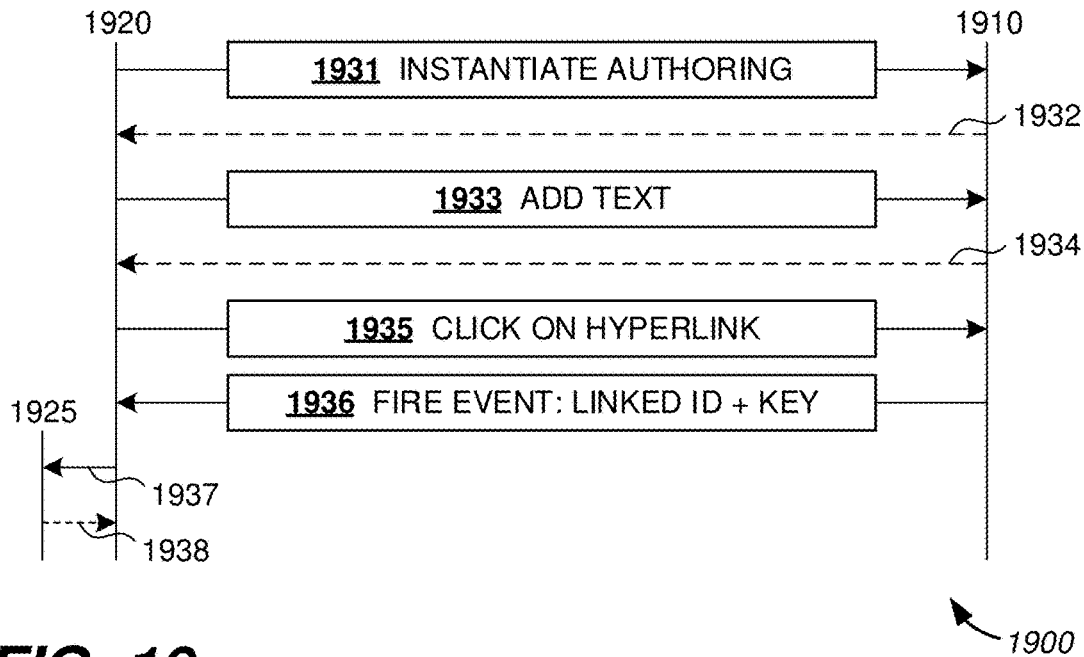 1920 1910
1931 INSTANTIATE AUTHORING
1932
1933 ADD TEXT
1934
1935 CLICK ON HYPERLINK
1936 FIRE EVENT: LINKED ID + KEY
1925
1937
1938
1900